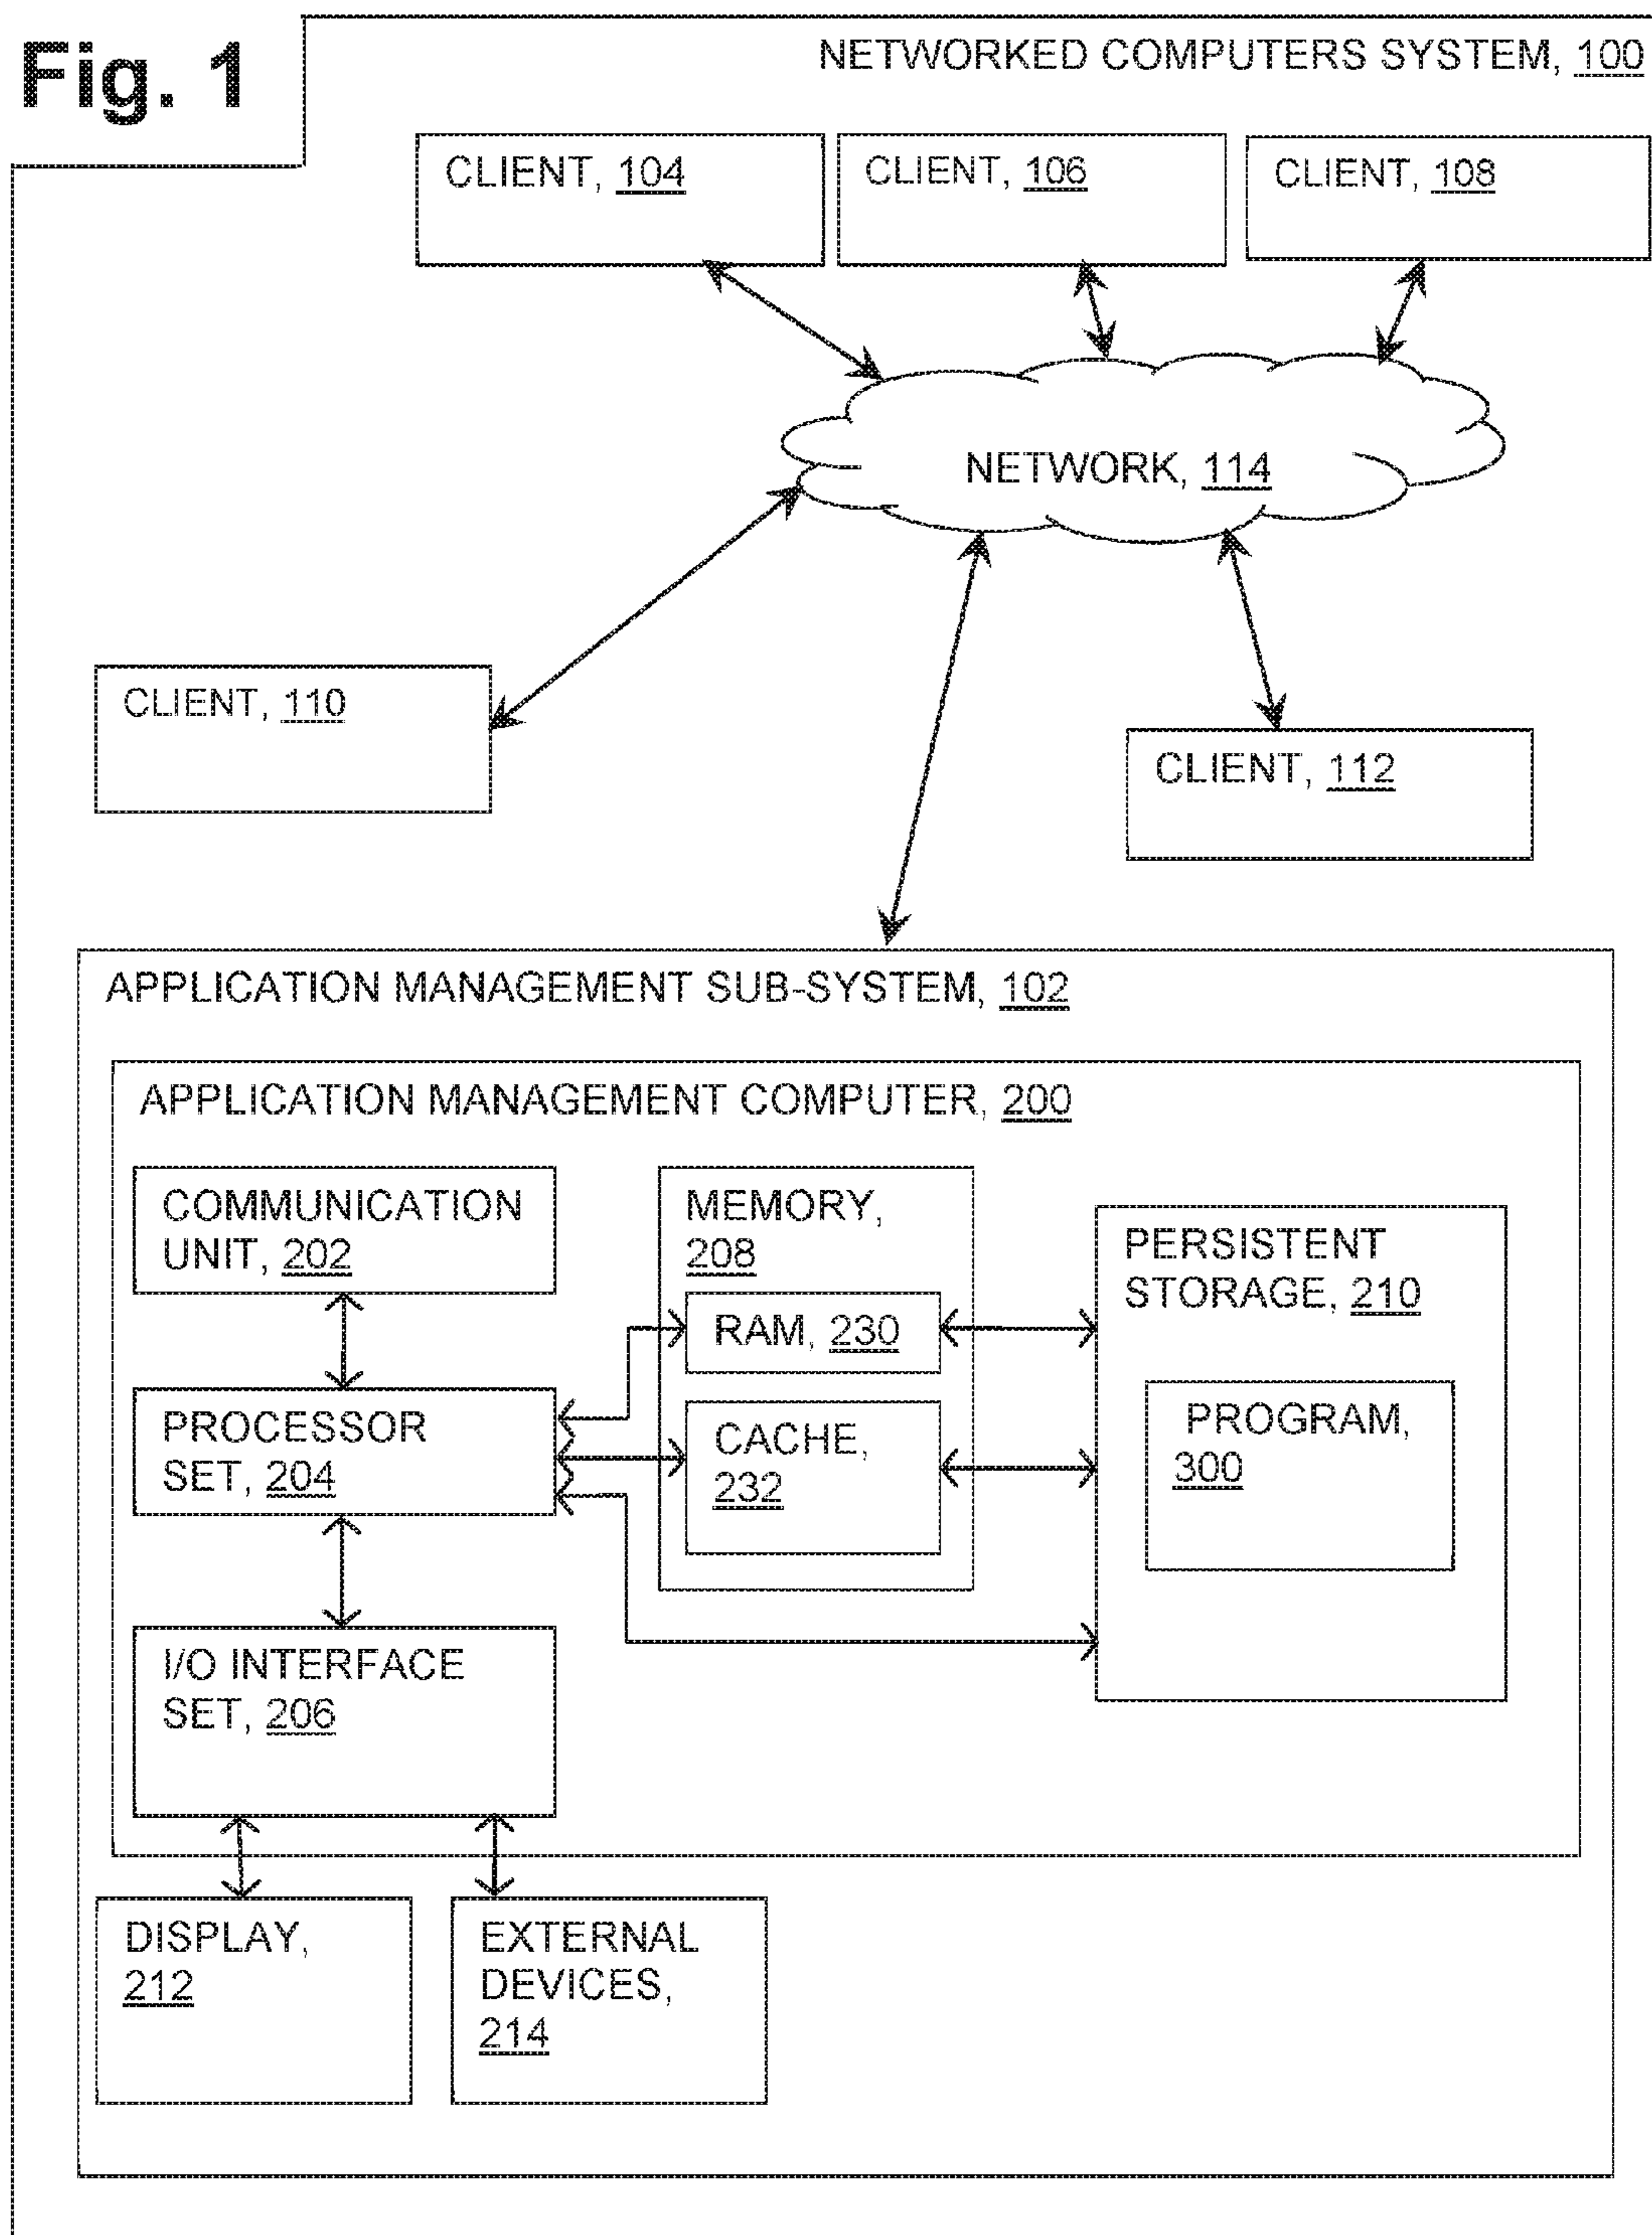 Fig. 1
NETWORKED COMPUTERS SYSTEM, 100
CLIENT, 104
CLIENT, 106
CLIENT, 108
NETWORK, 114
CLIENT, 110
CLIENT, 112
APPLICATION MANAGEMENT SUB-SYSTEM, 102
APPLICATION MANAGEMENT COMPUTER, 200
COMMUNICATION
UNIT, 202
MEMORY,
208
PERSISTENT
STORAGE, 210
RAM, 230
PROCESSOR
SET, 204
CACHE,
232
PROGRAM,
300
I/O INTERFACE
SET, 206
DISPLAY,
212
EXTERNAL
DEVICES,
214